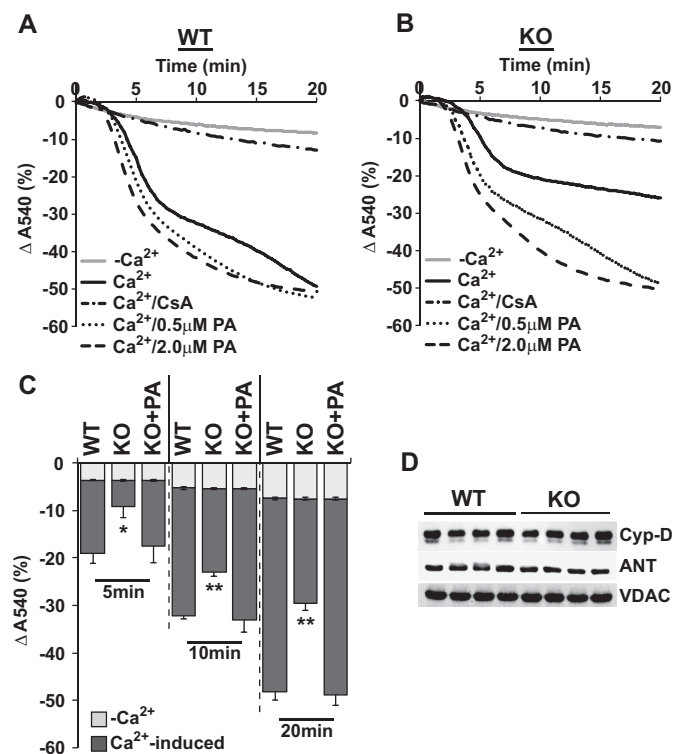 A
WT
Time (min)
0 5 10 15 20
0
-10
-20
-30
-40
-50
-60
Δ A540 (%)
-Ca²⁺
Ca²⁺
Ca²⁺/CsA
Ca²⁺/0.5μM PA
Ca²⁺/2.0μM PA
B
KO
Time (min)
0 5 10 15 20
0
-10
-20
-30
-40
-50
-60
Δ A540 (%)
-Ca²⁺
Ca²⁺
Ca²⁺/CsA
Ca²⁺/0.5μM PA
Ca²⁺/2.0μM PA
C
WT KO KO+PA WT KO KO+PA WT KO KO+PA
0
-10
-20
-30
-40
-50
-60
Δ A540 (%)
* ** **
5min
10min
20min
-Ca²⁺
Ca²⁺-induced
D
WT KO
Cyp-D
ANT
VDAC